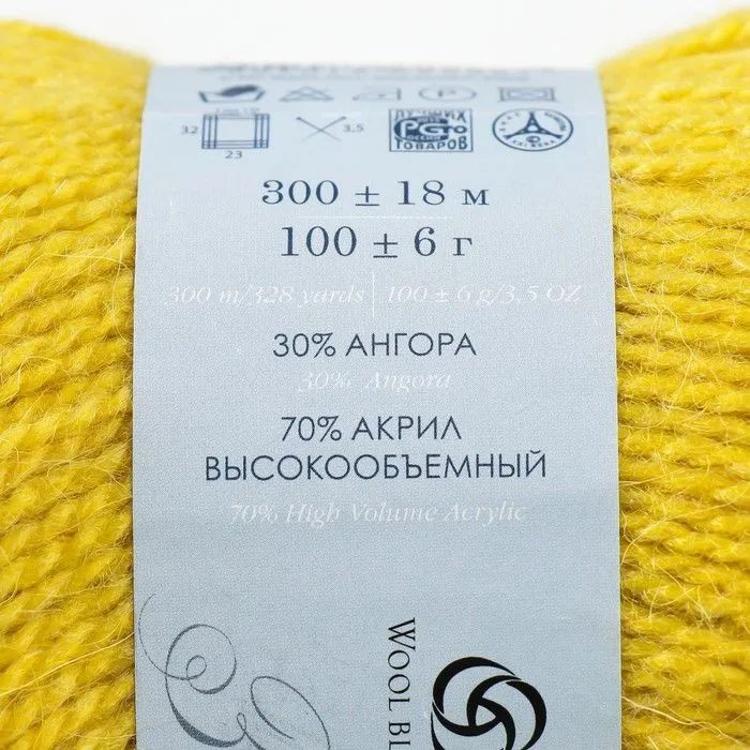 32
23
3,5
ЛУЧШИХ
ТОВАРОВ
300 ± 18 м
100 ± 6 г
300 m/328 yards | 100 ± 6 g/3,5 OZ
30% АНГОРА
30% Angora
70% АКРИЛ
ВЫСОКООБЪЕМНЫЙ
70% High Volume Acrylic
WOOL BL